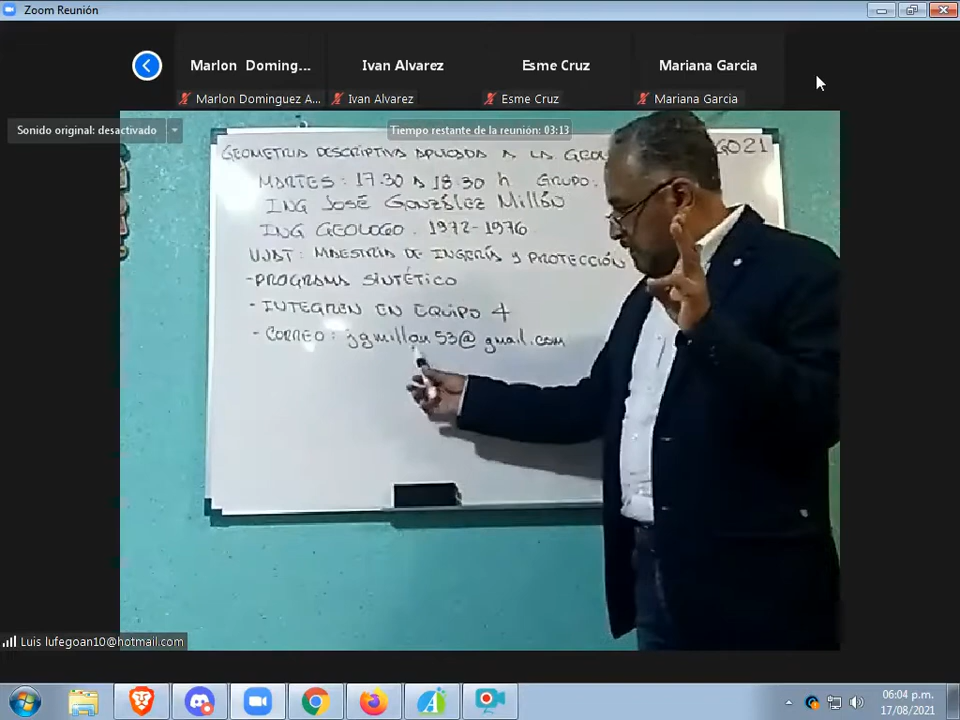 Zoom Reunión
Marlon Doming...
Ivan Alvarez
Esme Cruz
Mariana Garcia
Marlon Dominguez A...
Ivan Alvarez
Esme Cruz
Mariana Garcia
Sonido original: desactivado
Tiempo restante de la reunión: 03:13
GEOMETRIA DESCRIPTIVA APLICADA A LA GEOL
MARTES: 17:30 A 18:30 h GRUPO:
ING JOSÉ GONZÁLEZ MILLÁN
ING GEOLOGO. 1972-1976
UJAT: MAESTRIA DE INGERÍA Y PROTECCIÓN
-PROGRAMA SINTÉTICO
- INTEGREN EN EQUIPO 4
- CORREO: jgmillan53@gmail.com
Luis lufegoan10@hotmail.com
06:04 p.m.
17/08/2021